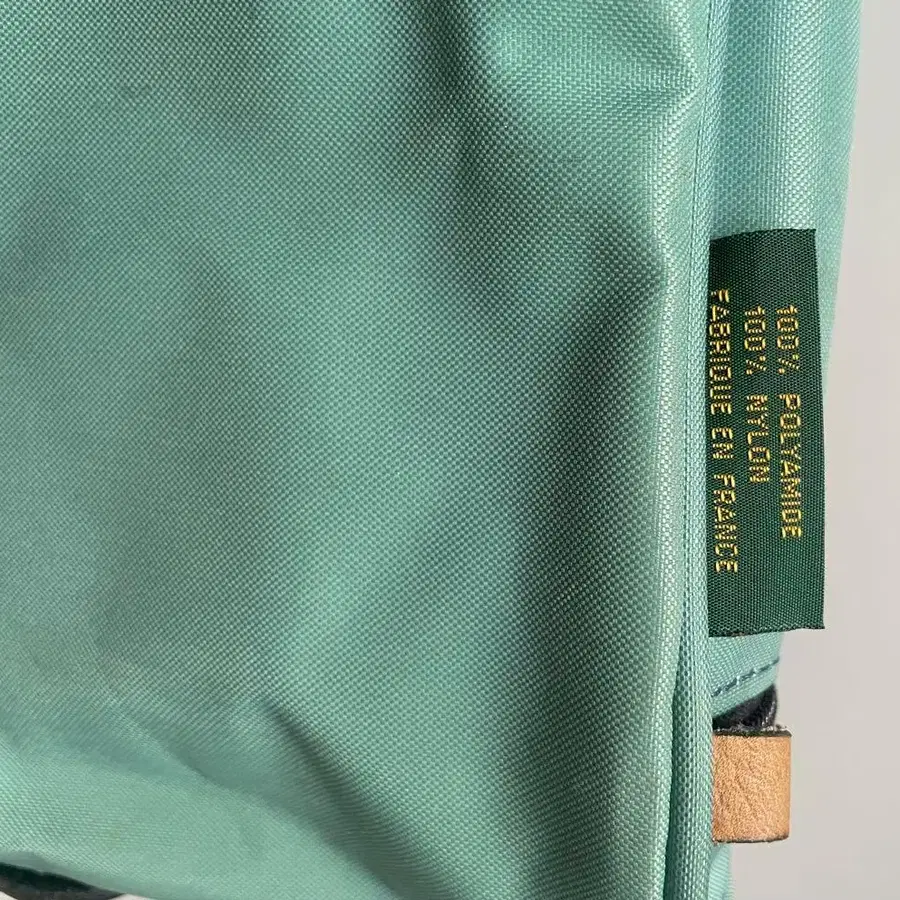 100% POLYAMIDE
100% NYLON
FABRIQUE EN FRANCE